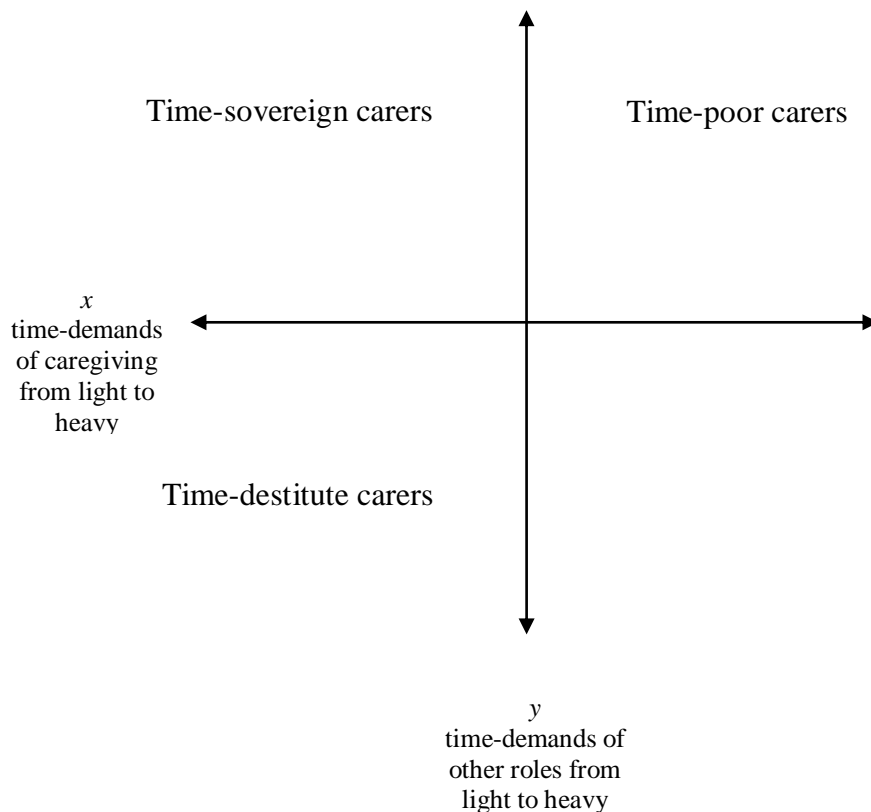 Time-sovereign carers
Time-poor carers
x
time-demands
of caregiving
from light to
heavy
Time-destitute carers
y
time-demands of
other roles from
light to heavy